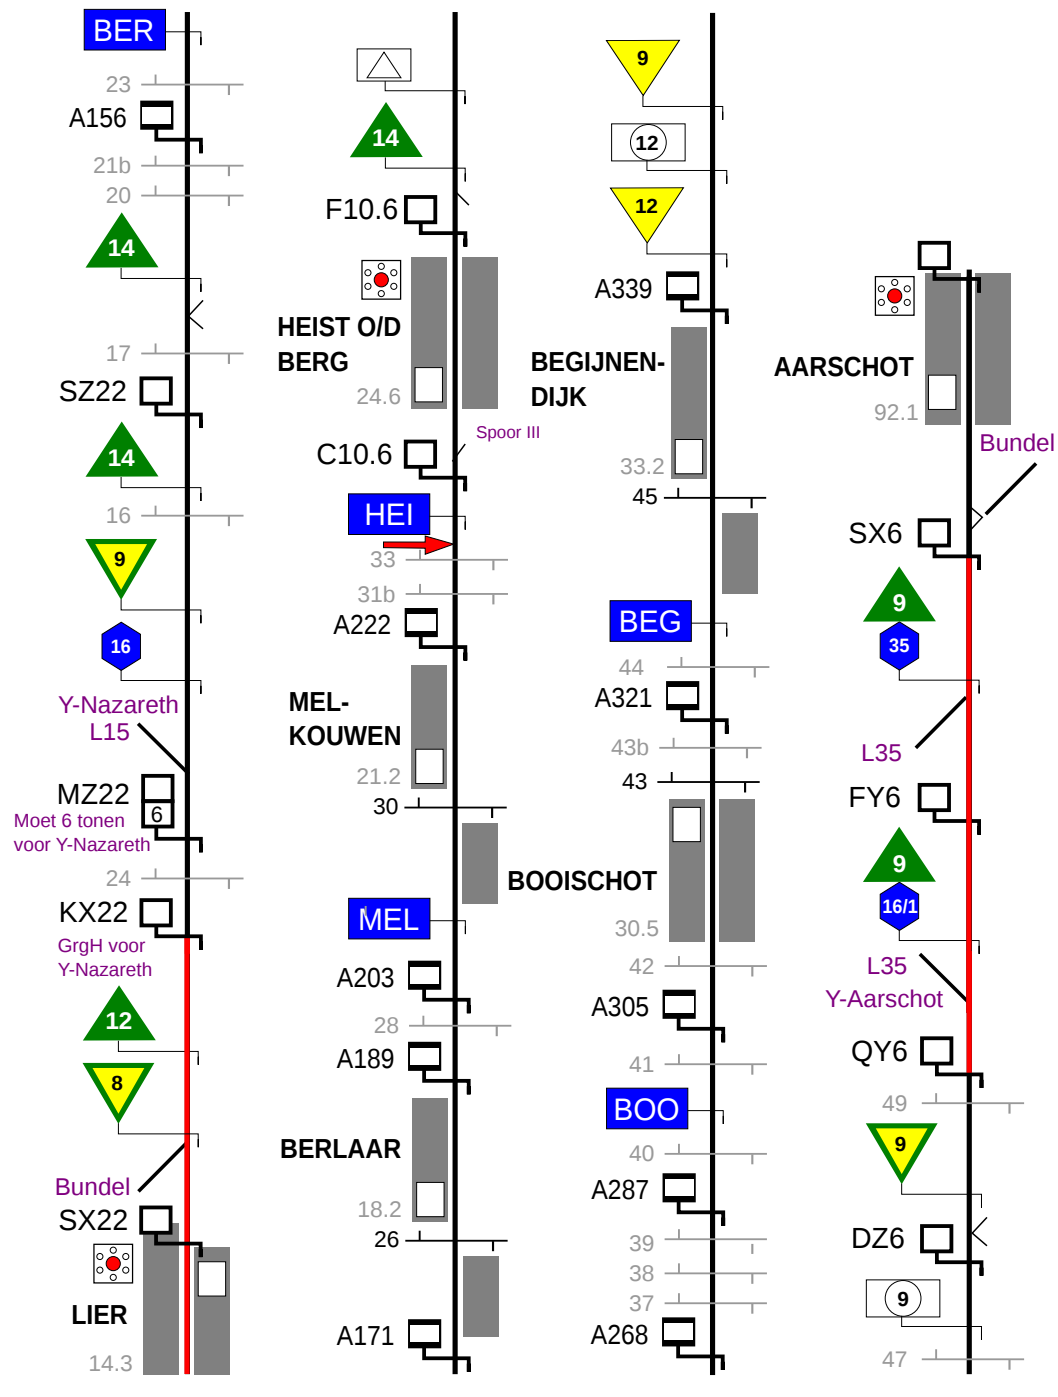 BER
23
A156
21b
20
14
17
SZ22
14
16
9
16
Y-Nazareth
L15
MZ22
6
Moet 6 tonen
voor Y-Nazareth
24
KX22
GrgH voor
Y-Nazareth
12
8
Bundel
SX22
LIER
14.3
14
F10.6
HEIST O/D
BERG
24.6
Spoor III
C10.6
HEI
33
31b
A222
MEL-
KOUWEN
21.2
30
MEL
A203
28
A189
BERLAAR
18.2
26
A171
9
12
12
A339
BEGIJNEN-
DIJK
33.2
45
BEG
44
A321
43b
43
BOOISCHOT
30.5
42
A305
41
BOO
40
A287
39
38
37
A268
AARSCHOT
92.1
Bundel
SX6
9
35
L35
FY6
9
16/1
L35
Y-Aarschot
QY6
49
9
DZ6
9
47